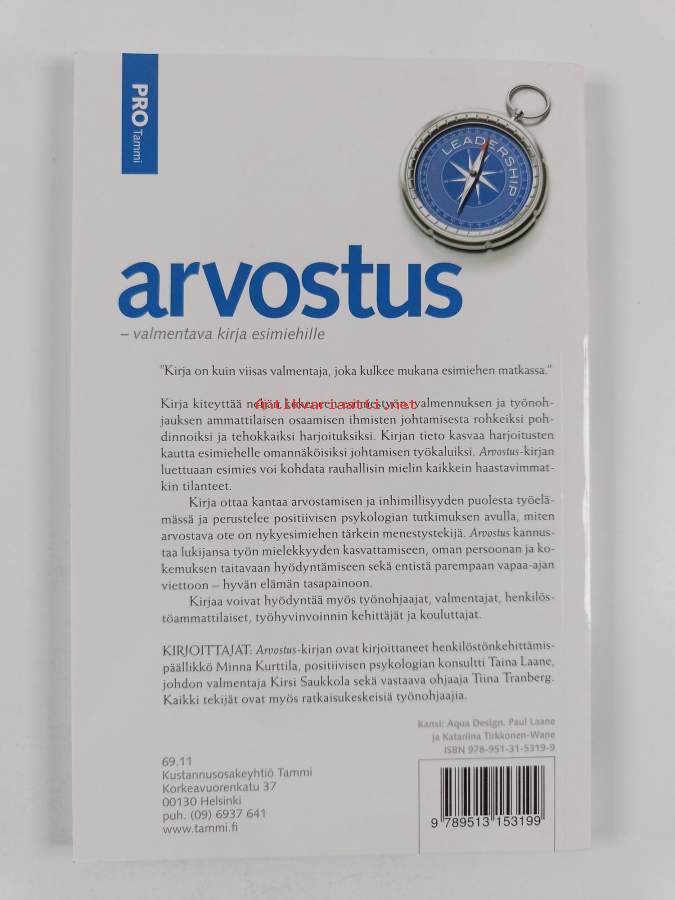 PRO Tammi
LEADERSHIP
arvostus
– valmentava kirja esimiehille
"Kirja on kuin viisas valmentaja, joka kulkee mukana esimiehen matkassa."
Kirja kiteyttää neljän kokeneen esimiestyön, valmennuksen ja työnoh-
jauksen ammattilaisen osaamisen ihmisten johtamisesta rohkeiksi poh-
dinnoiksi ja tehokkaiksi harjoituksiksi. Kirjan tieto kasvaa harjoitusten
kautta esimiehelle omannäköisiksi johtamisen työkaluiksi. Arvostus-kirjan
luettuaan esimies voi kohdata rauhallisin mielin kaikkein haastavimmat-
kin tilanteet.
Kirja ottaa kantaa arvostamisen ja inhimillisyyden puolesta työelä-
mässä ja perustelee positiivisen psykologian tutkimuksen avulla, miten
arvostava ote on nykyesimiehen tärkein menestystekijä. Arvostus kannus-
taa lukijansa työn mielekkyyden kasvattamiseen, oman persoonan ja ko-
kemuksen taitavaan hyödyntämiseen sekä entistä parempaan vapaa-ajan
viettoon – hyvän elämän tasapainoon.
Kirjaa voivat hyödyntää myös työnohjaajat, valmentajat, henkilös-
töammattilaiset, työhyvinvoinnin kehittäjät ja kouluttajat.
KIRJOITTAJAT: Arvostus-kirjan ovat kirjoittaneet henkilöstönkehittämis-
päällikkö Minna Kurttila, positiivisen psykologian konsultti Taina Laane,
johdon valmentaja Kirsi Saukkola sekä vastaava ohjaaja Tiina Tranberg.
Kaikki tekijät ovat myös ratkaisukeskeisiä työnohjaajia.
Kansi: Aqua Design, Paul Laane
ja Katariina Tirkkonen-Wane
ISBN 978-951-31-5319-9
69.11
Kustannusosakeyhtiö Tammi
Korkeavuorenkatu 37
00130 Helsinki
puh. (09) 6937 641
www.tammi.fi
9 789513 153199
Antikvariaatti.net